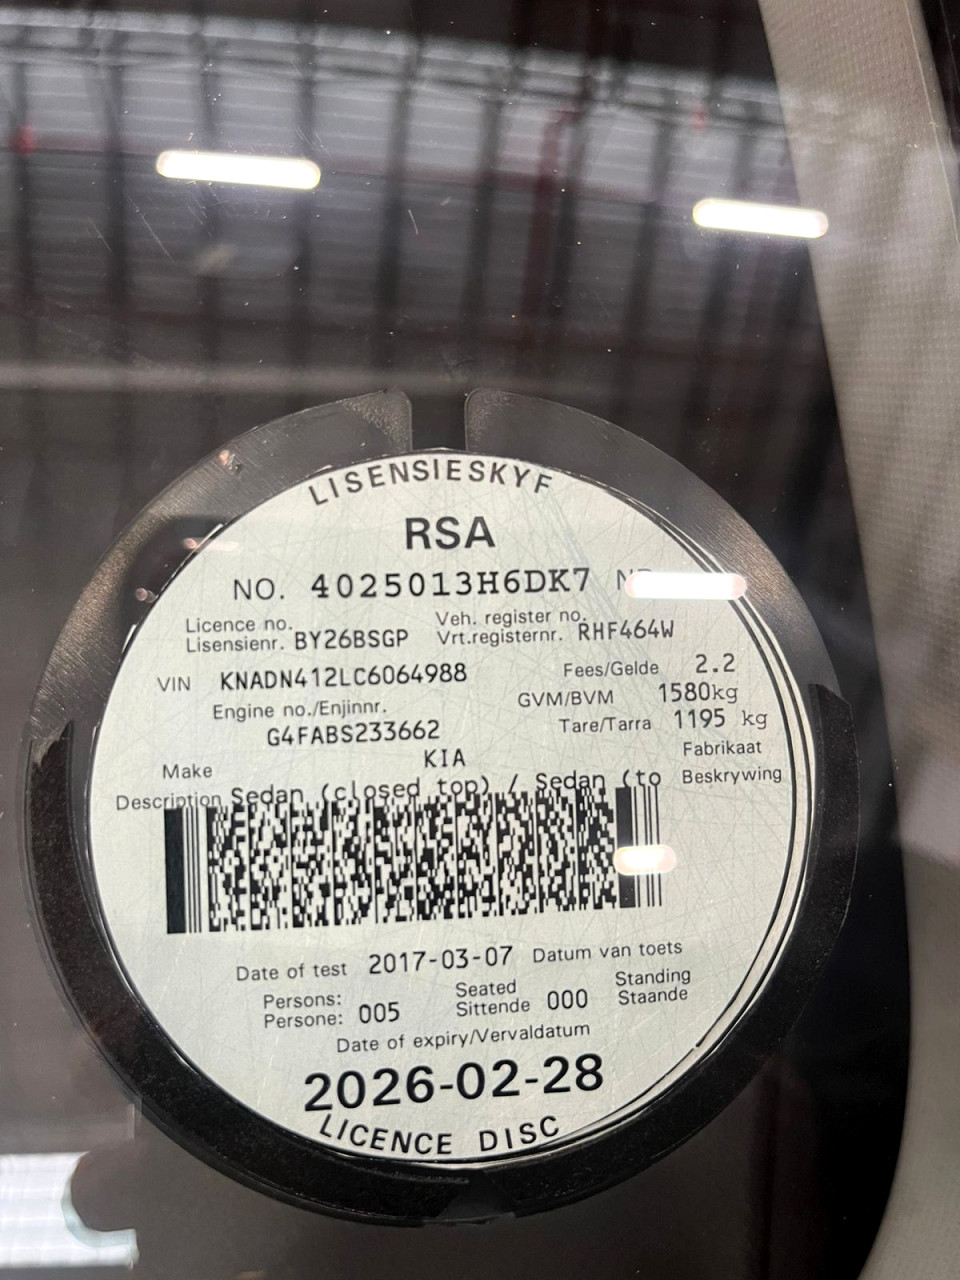 LISENSIESKYF
RSA
NO. 4025013H6DK7
Licence no. Veh. register no.
Lisensienr. BY26BSGP Vrt.registernr. RHF464W
VIN KNADN412LC6064988 Fees/Gelde 2.2
Engine no./Enjinnr. GVM/BVM 1580kg
G4FABS233662 Tare/Tarra 1195 kg
Make KIA Fabrikaat
Description Sedan (closed top) / Sedan (to Beskrywing
Date of test 2017-03-07 Datum van toets
Persons: Seated Standing
Persone: 005 Sittende 000 Staande
Date of expiry/Vervaldatum
2026-02-28
LICENCE DISC